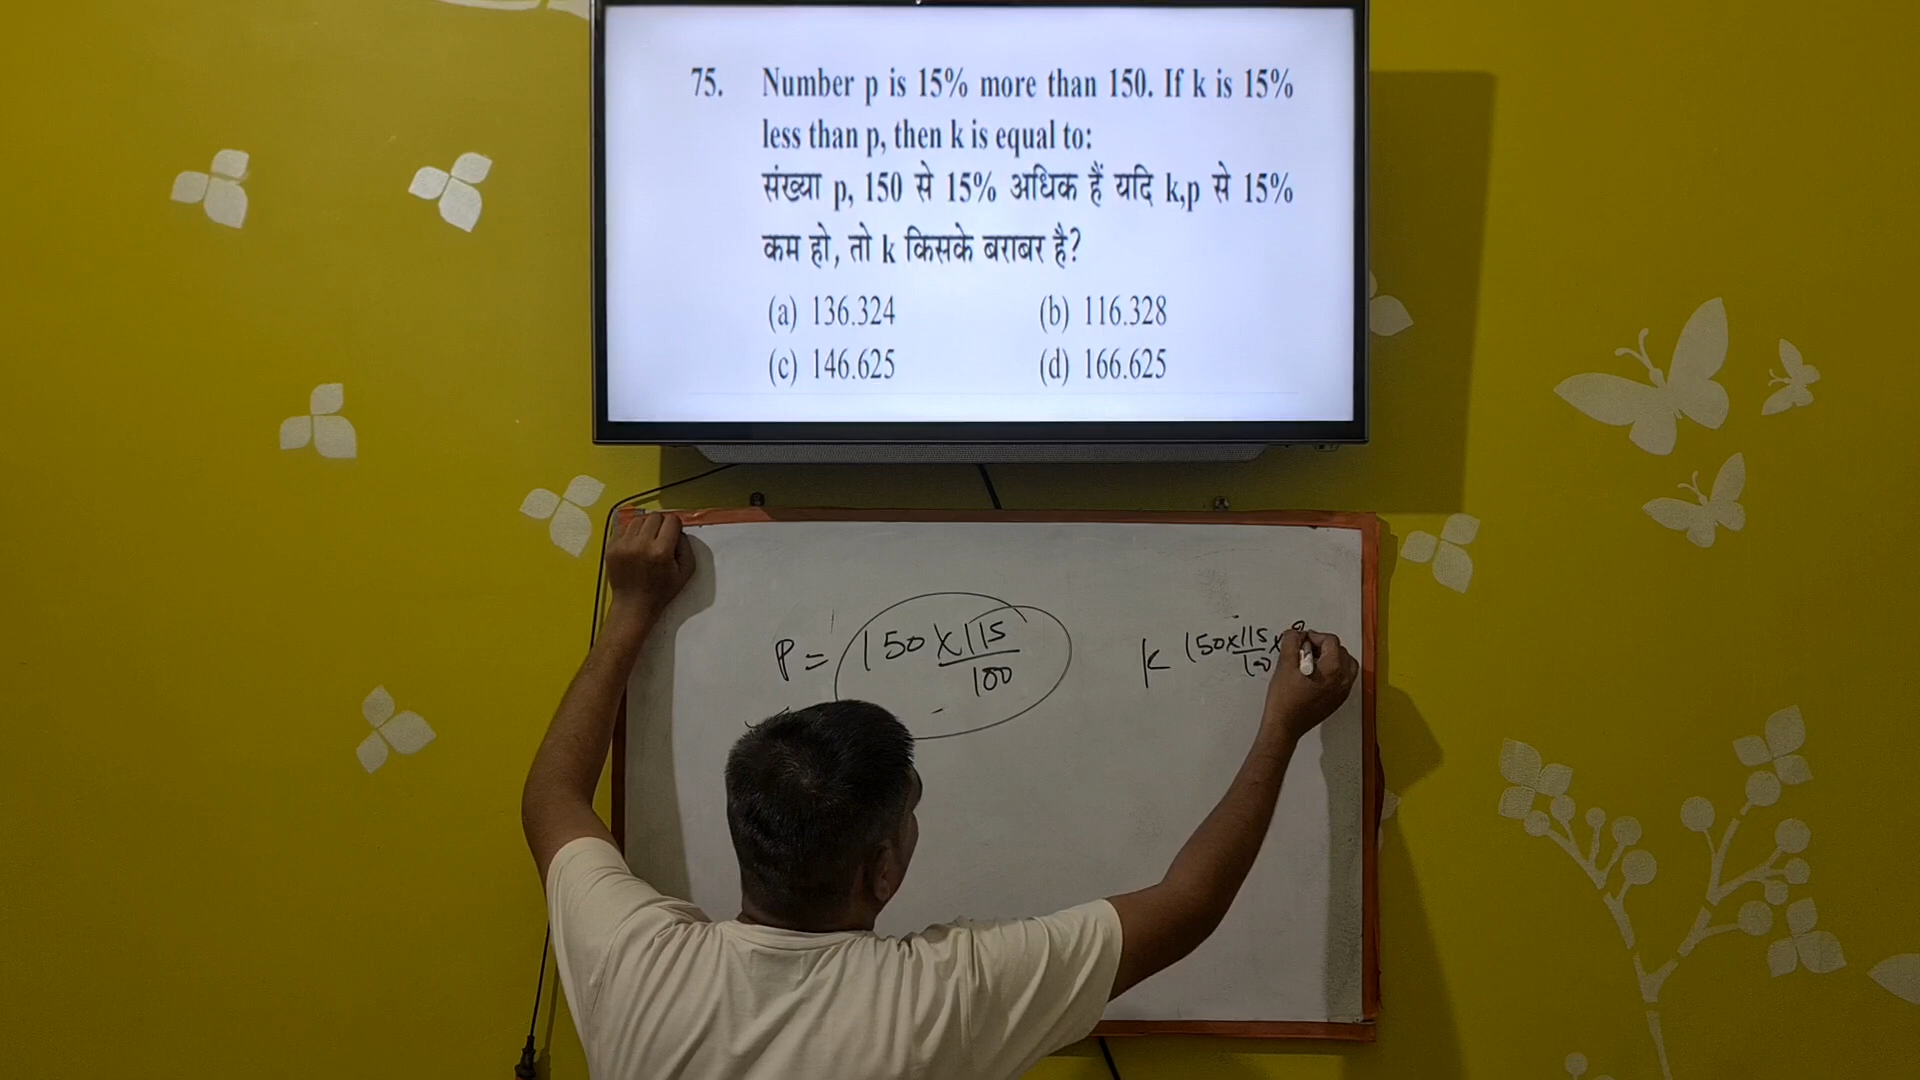 75. Number p is 15% more than 150. If k is 15%
less than p, then k is equal to:
संख्या p, 150 से 15% अधिक हैं यदि k,p से 15%
कम हो, तो k किसके बराबर है?
(a) 136.324 (b) 116.328
(c) 146.625 (d) 166.625
P = 150 x 115
100
k 150x115x
100